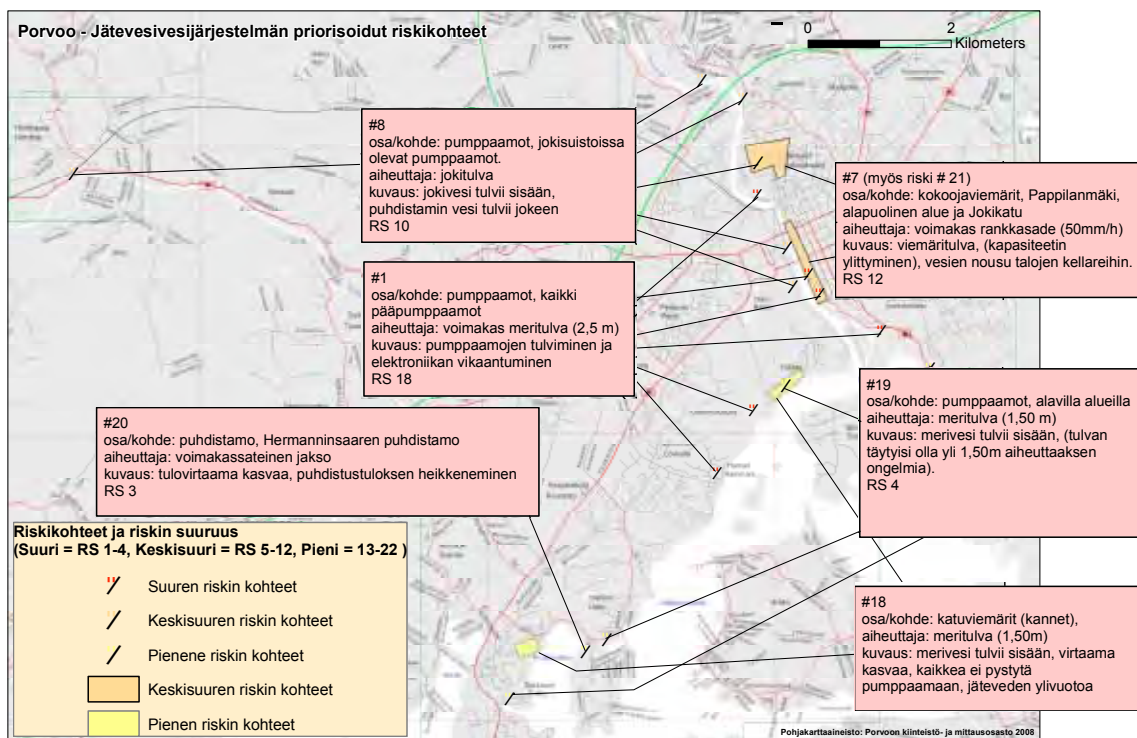 Porvoo - Jätevesivesijärjestelmän priorisoidut riskikohteet
0 2
Kilometers
#8
osa/kohde: pumppaamot, jokisuistoissa
olevat pumppaamot.
aiheuttaja: jokitulva
kuvaus: jokivesi tulvii sisään,
puhdistamin vesi tulvii jokeen
RS 10
#7 (myös riski # 21)
osa/kohde: kokoojaviemärit, Pappilanmäki,
alapuolinen alue ja Jokikatu
aiheuttaja: voimakas rankkasade (50mm/h)
kuvaus: viemäritulva, (kapasiteetin
ylittyminen), vesien nousu talojen kellareihin.
RS 12
#1
osa/kohde: pumppaamot, kaikki
pääpumppaamot
aiheuttaja: voimakas meritulva (2,5 m)
kuvaus: pumppaamojen tulviminen ja
elektroniikan vikaantuminen
RS 18
#19
osa/kohde: pumppaamot, alavilla alueilla
aiheuttaja: meritulva (1,50 m)
kuvaus: merivesi tulvii sisään, (tulvan
täytyisi olla yli 1,50m aiheuttaaksen
ongelmia).
RS 4
#20
osa/kohde: puhdistamo, Hermanninsaaren puhdistamo
aiheuttaja: voimakassateinen jakso
kuvaus: tulovirtaama kasvaa, puhdistustuloksen heikkeneminen
RS 3
#18
osa/kohde: katuviemärit (kannet),
aiheuttaja: meritulva (1,50m)
kuvaus: merivesi tulvii sisään, virtaama
kasvaa, kaikkea ei pystytä
pumppaamaan, jäteveden ylivuotoa
Riskikohteet ja riskin suuruus
(Suuri = RS 1-4, Keskisuuri = RS 5-12, Pieni = 13-22 )
Suuren riskin kohteet
Keskisuuren riskin kohteet
Pienene riskin kohteet
Keskisuuren riskin kohteet
Pienen riskin kohteet
Pohjakarttaaineisto: Porvoon kiinteistö- ja mittausosasto 2008